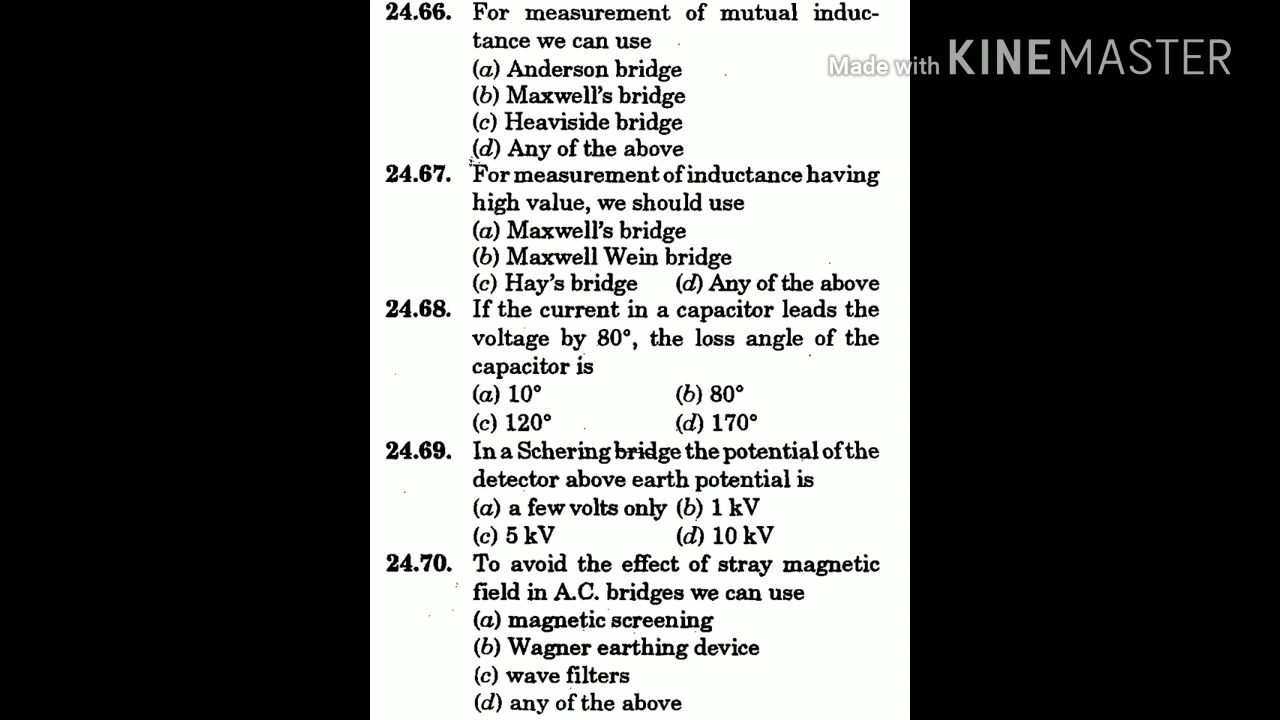 24.66. For measurement of mutual induc-
tance we can use
(a) Anderson bridge
(b) Maxwell's bridge
(c) Heaviside bridge
(d) Any of the above
24.67. For measurement of inductance having
high value, we should use
(a) Maxwell's bridge
(b) Maxwell Wein bridge
(c) Hay's bridge (d) Any of the above
24.68. If the current in a capacitor leads the
voltage by 80°, the loss angle of the
capacitor is
(a) 10° (b) 80°
(c) 120° (d) 170°
24.69. In a Schering bridge the potential of the
detector above earth potential is
(a) a few volts only (b) 1 kV
(c) 5 kV (d) 10 kV
24.70. To avoid the effect of stray magnetic
field in A.C. bridges we can use
(a) magnetic screening
(b) Wagner earthing device
(c) wave filters
(d) any of the above
Made with KINEMASTER